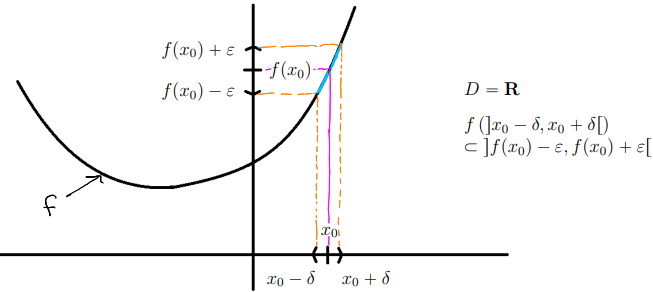 f(x₀) + ε
f(x₀)
f(x₀) − ε
D = R
f (]x₀ − δ, x₀ + δ[)
⊂ ]f(x₀) − ε, f(x₀) + ε[
f
x₀
x₀ − δ
x₀ + δ